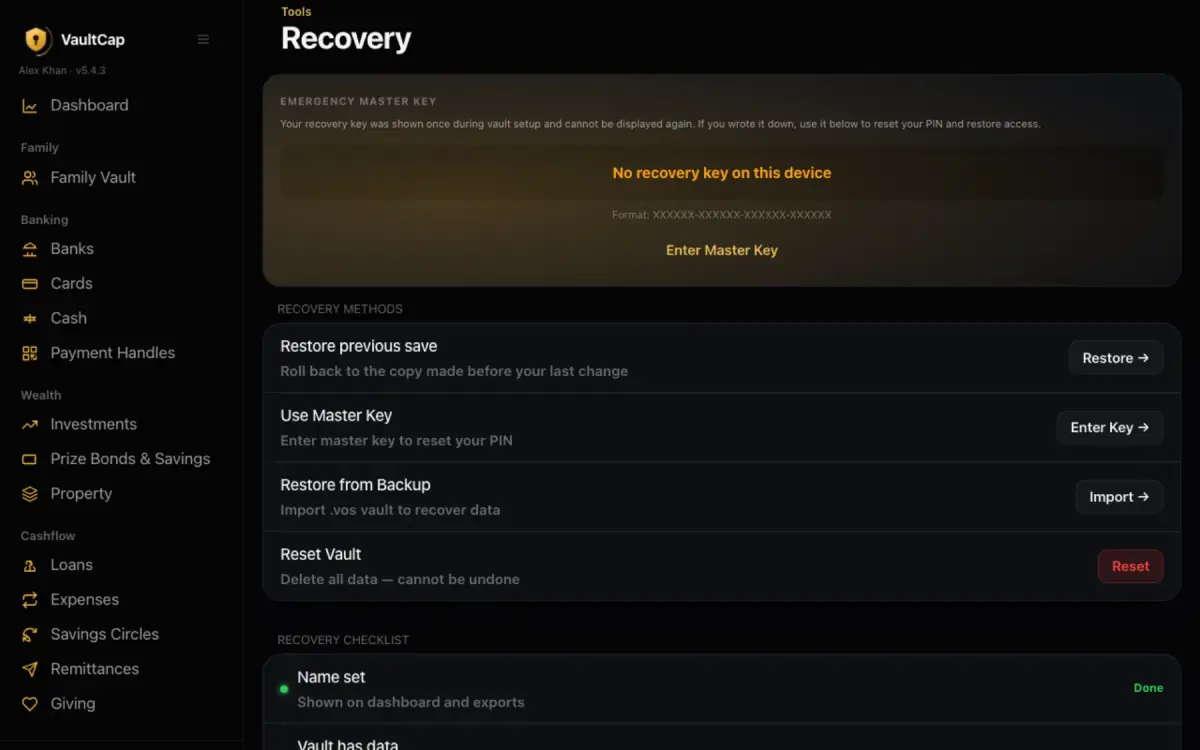 VaultCap
Alex Khan · v5.4.3
Dashboard
Family
Family Vault
Banking
Banks
Cards
Cash
Payment Handles
Wealth
Investments
Prize Bonds & Savings
Property
Cashflow
Loans
Expenses
Savings Circles
Remittances
Giving
Tools
Recovery
EMERGENCY MASTER KEY
Your recovery key was shown once during vault setup and cannot be displayed again. If you wrote it down, use it below to reset your PIN and restore access.
No recovery key on this device
Format: XXXXXX-XXXXXX-XXXXXX-XXXXXX
Enter Master Key
RECOVERY METHODS
Restore previous save
Roll back to the copy made before your last change
Restore →
Use Master Key
Enter master key to reset your PIN
Enter Key →
Restore from Backup
Import .vos vault to recover data
Import →
Reset Vault
Delete all data — cannot be undone
Reset
RECOVERY CHECKLIST
Name set
Shown on dashboard and exports
Done
Vault has data